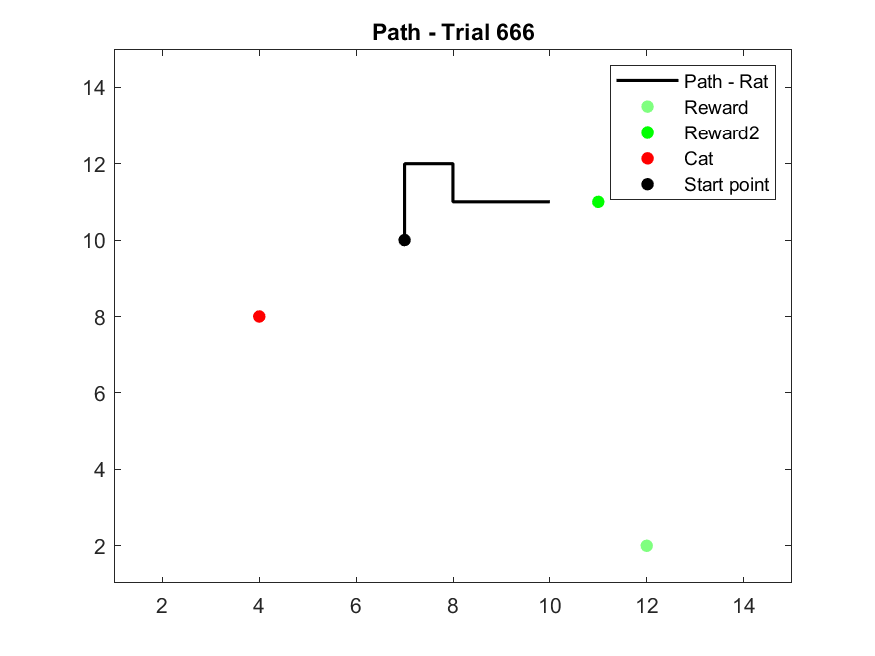 Path - Trial 666
Path - Rat
Reward
Reward2
Cat
Start point
14
12
10
8
6
4
2
2 4 6 8 10 12 14